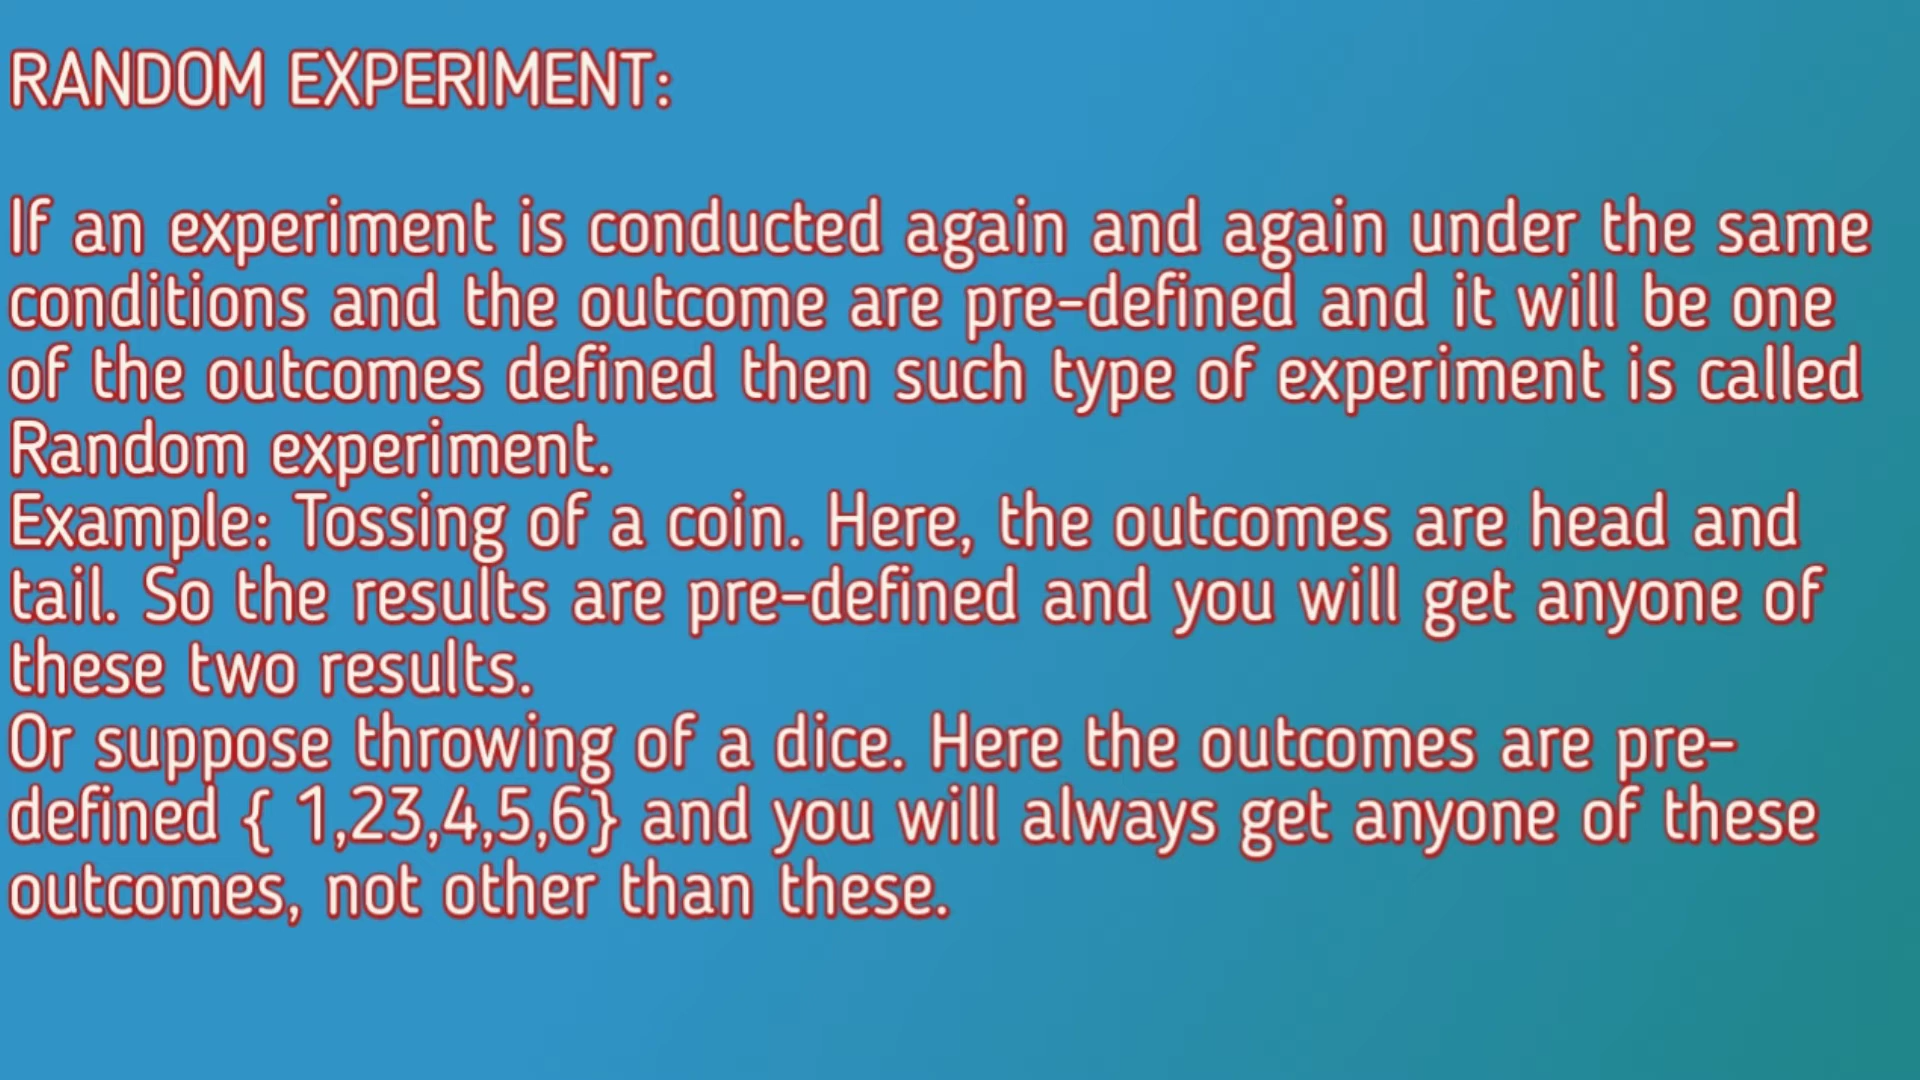 RANDOM EXPERIMENT:
If an experiment is conducted again and again under the same
conditions and the outcome are pre-defined and it will be one
of the outcomes defined then such type of experiment is called
Random experiment.
Example: Tossing of a coin. Here, the outcomes are head and
tail. So the results are pre-defined and you will get anyone of
these two results.
Or suppose throwing of a dice. Here the outcomes are pre-
defined { 1,23,4,5,6} and you will always get anyone of these
outcomes, not other than these.